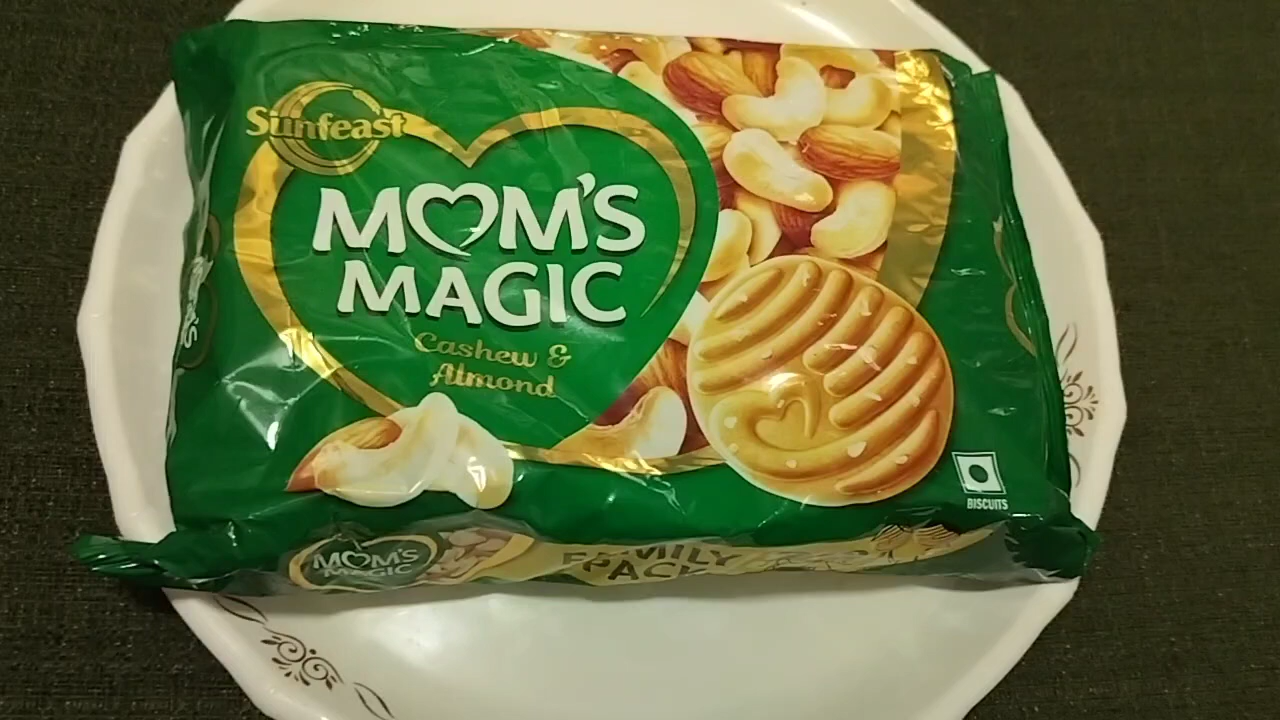 Sunfeast
MOM'S
MAGIC
Cashew &
Almond
BISCUITS
MOM'S
MAGIC
FAMILY
PACK